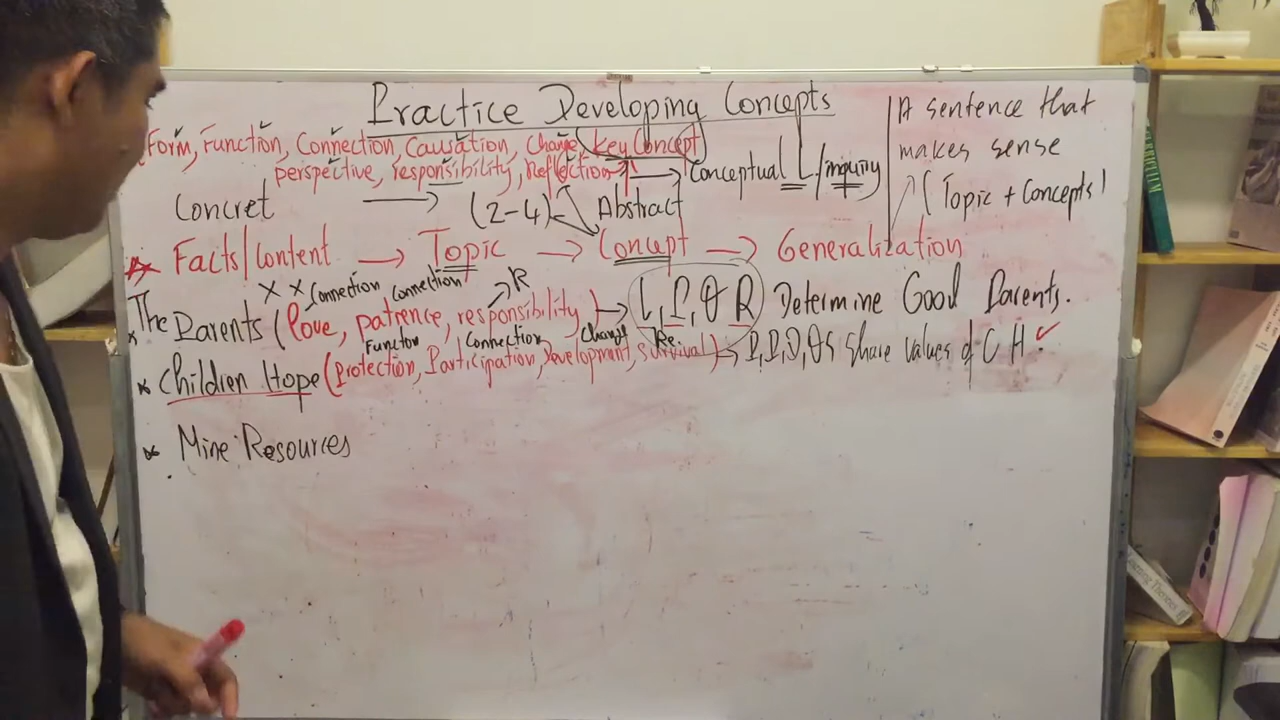 Practice Developing Concepts
Form, Function, Connection, Causation, Change, Key Concept
perspective, responsibility, Reflection → Conceptual L/inquiry
A sentence that
makes sense
(Topic + Concepts)
Concret → (2-4) Abstract
Facts/Content → Topic → Concept → Generalization
x x Connection Connection R
The Parents (love, patrence, responsibility) → L, P, & R Determine Good Parents.
Function Connection Change Re.
* Children Hope (protection, Participation, Development, survival) → P, P, D, & S share values of C H.
* Mine Resources